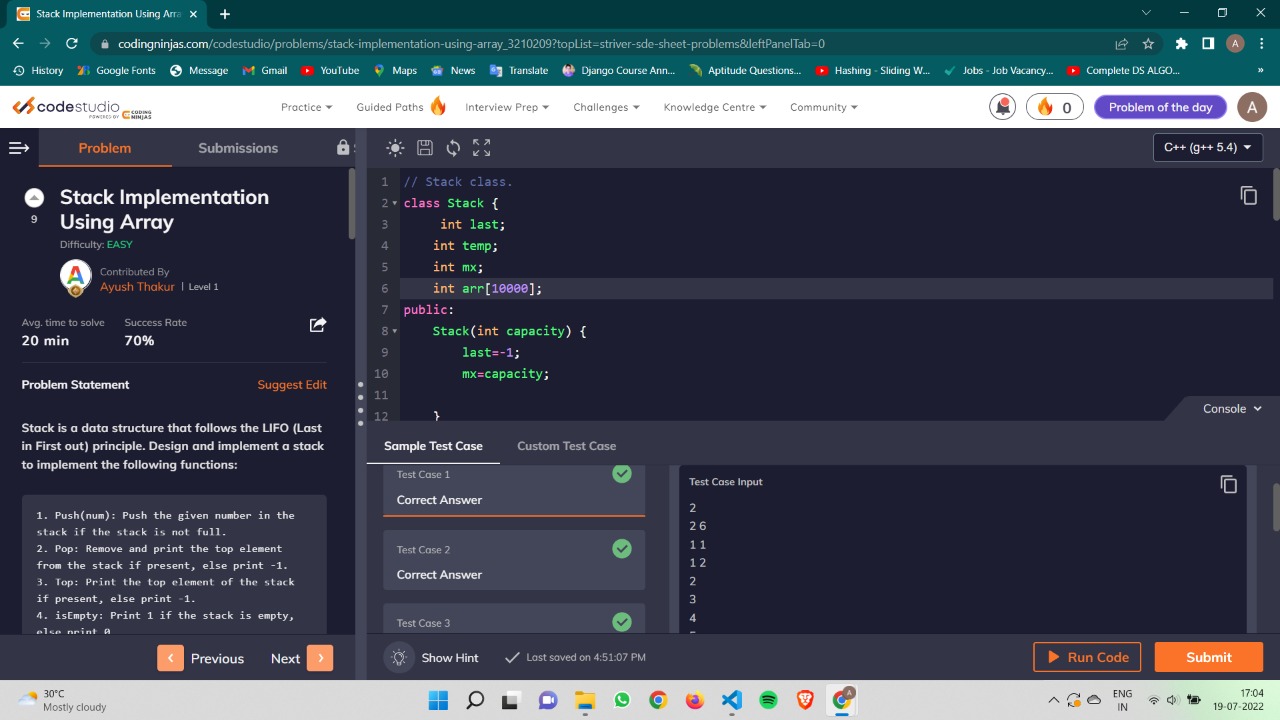 Stack Implementation Using Arra
codingninjas.com/codestudio/problems/stack-implementation-using-array_3210209?topList=striver-sde-sheet-problems&leftPanelTab=0
A
History Google Fonts Message Gmail YouTube Maps News Translate Django Course Ann... Aptitude Questions... Hashing - Sliding W... Jobs - Job Vacancy... Complete DS ALGO... »
codestudio
POWERED BY CODING NINJAS
Practice Guided Paths Interview Prep Challenges Knowledge Centre Community
0 Problem of the day A
Problem Submissions
C++ (g++ 5.4)
9
Stack Implementation
Using Array
Difficulty: EASY
Contributed By
Ayush Thakur | Level 1
Avg. time to solve Success Rate
20 min 70%
Problem Statement Suggest Edit
Stack is a data structure that follows the LIFO (Last
in First out) principle. Design and implement a stack
to implement the following functions:
1. Push(num): Push the given number in the
stack if the stack is not full.
2. Pop: Remove and print the top element
from the stack if present, else print -1.
3. Top: Print the top element of the stack
if present, else print -1.
4. isEmpty: Print 1 if the stack is empty,
else print 0
Previous Next
1 // Stack class.
2 class Stack {
3 int last;
4 int temp;
5 int mx;
6 int arr[10000];
7 public:
8 Stack(int capacity) {
9 last=-1;
10 mx=capacity;
11
12 }
Console
Sample Test Case Custom Test Case
Test Case 1
Correct Answer
Test Case 2
Correct Answer
Test Case 3
Test Case Input
2
2 6
1 1
1 2
2
3
4
5
Show Hint Last saved on 4:51:07 PM
Run Code Submit
30°C
Mostly cloudy
A
ENG
IN
17:04
19-07-2022